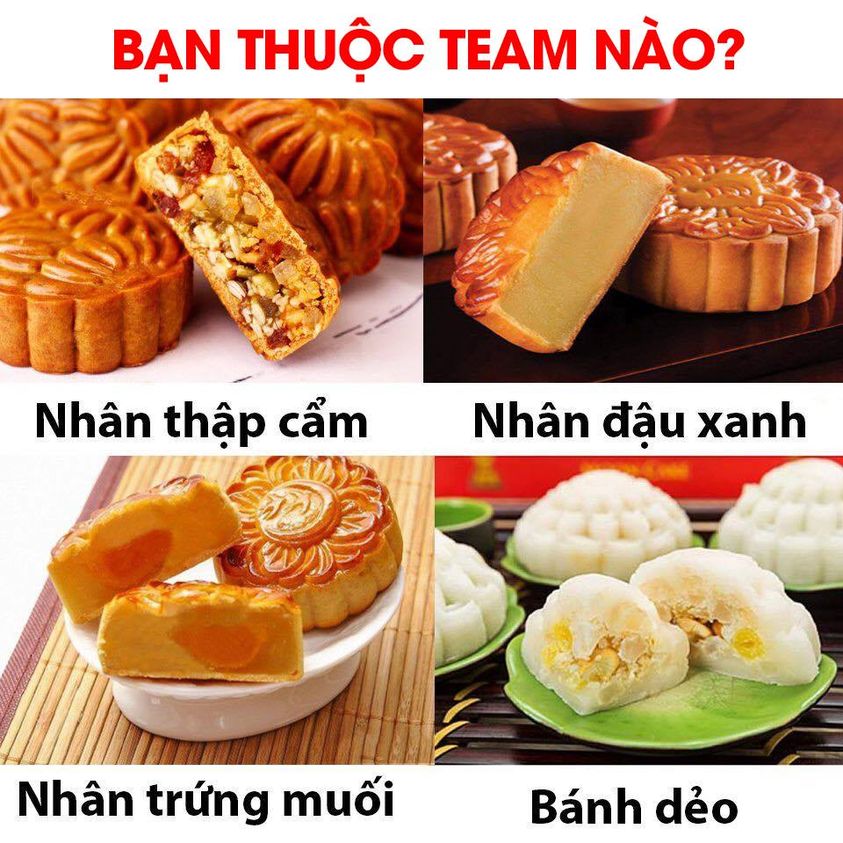 BẠN THUỘC TEAM NÀO?
Nhân thập cẩm
Nhân đậu xanh
Nhân trứng muối
Bánh dẻo